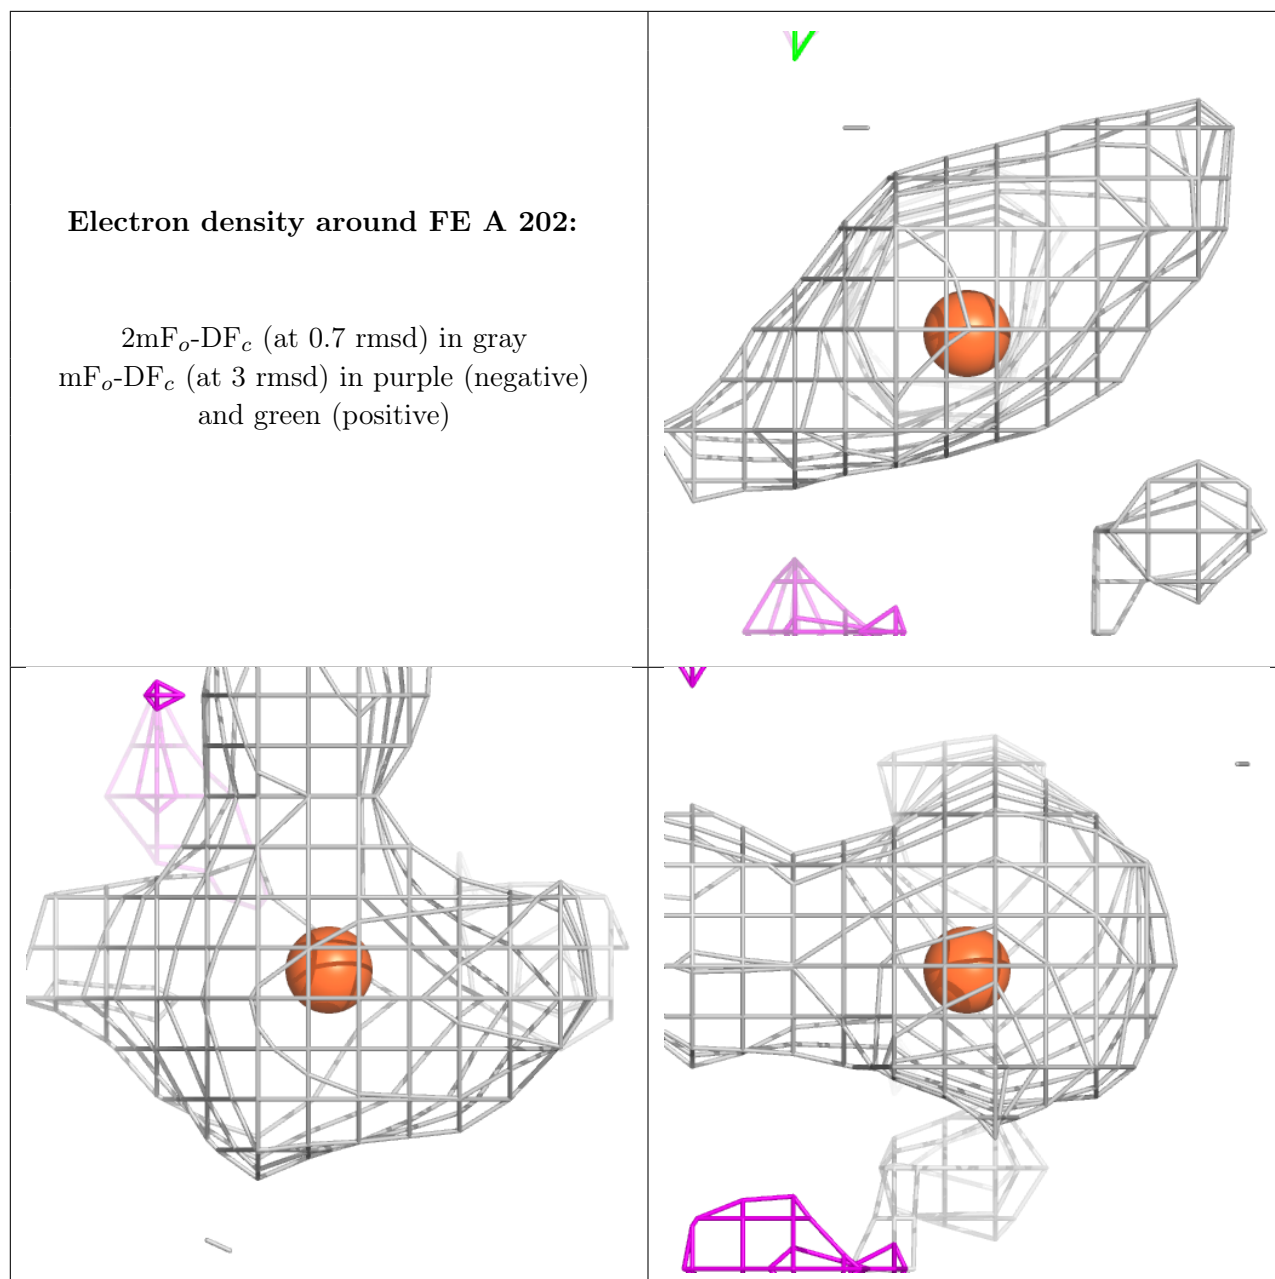 Electron density around FE A 202:
2mFo-DFc (at 0.7 rmsd) in gray
mFo-DFc (at 3 rmsd) in purple (negative)
and green (positive)